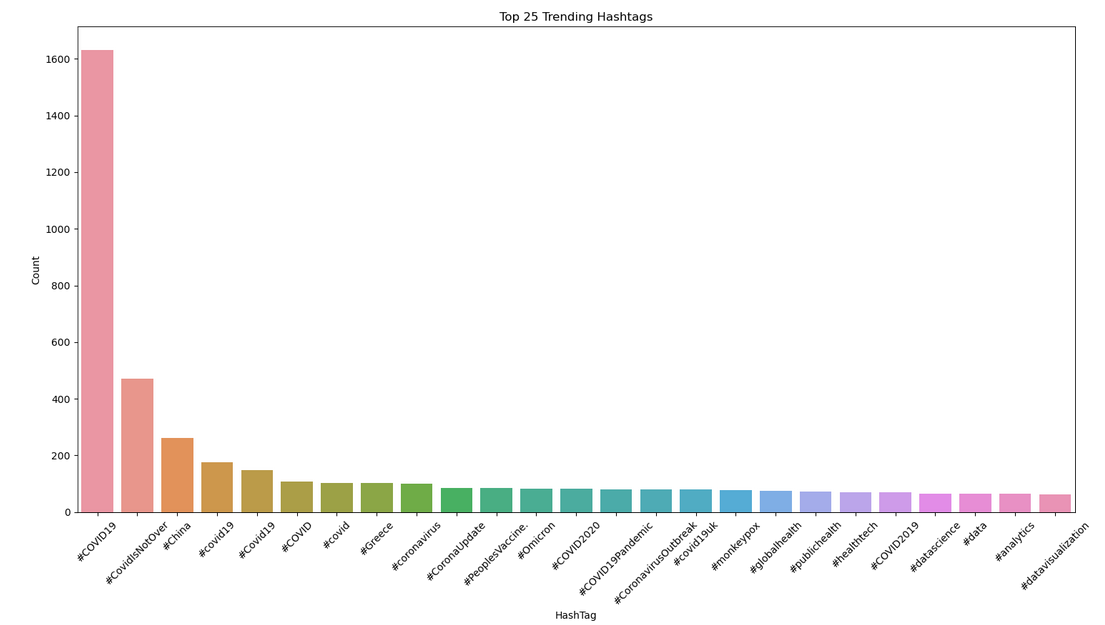 Top 25 Trending Hashtags
Count
1600
1400
1200
1000
800
600
400
200
0
#COVID19
#CovidIsNotOver
#China
#covid19
#Covid19
#COVID
#covid
#Greece
#coronavirus
#CoronaUpdate
#PeoplesVaccine.
#Omicron
#COVID2020
#COVID19Pandemic
#CoronavirusOutbreak
#covid19uk
#monkeypox
#globalhealth
#publichealth
#healthtech
#COVID2019
#datascience
#data
#analytics
#datavisualization
HashTag